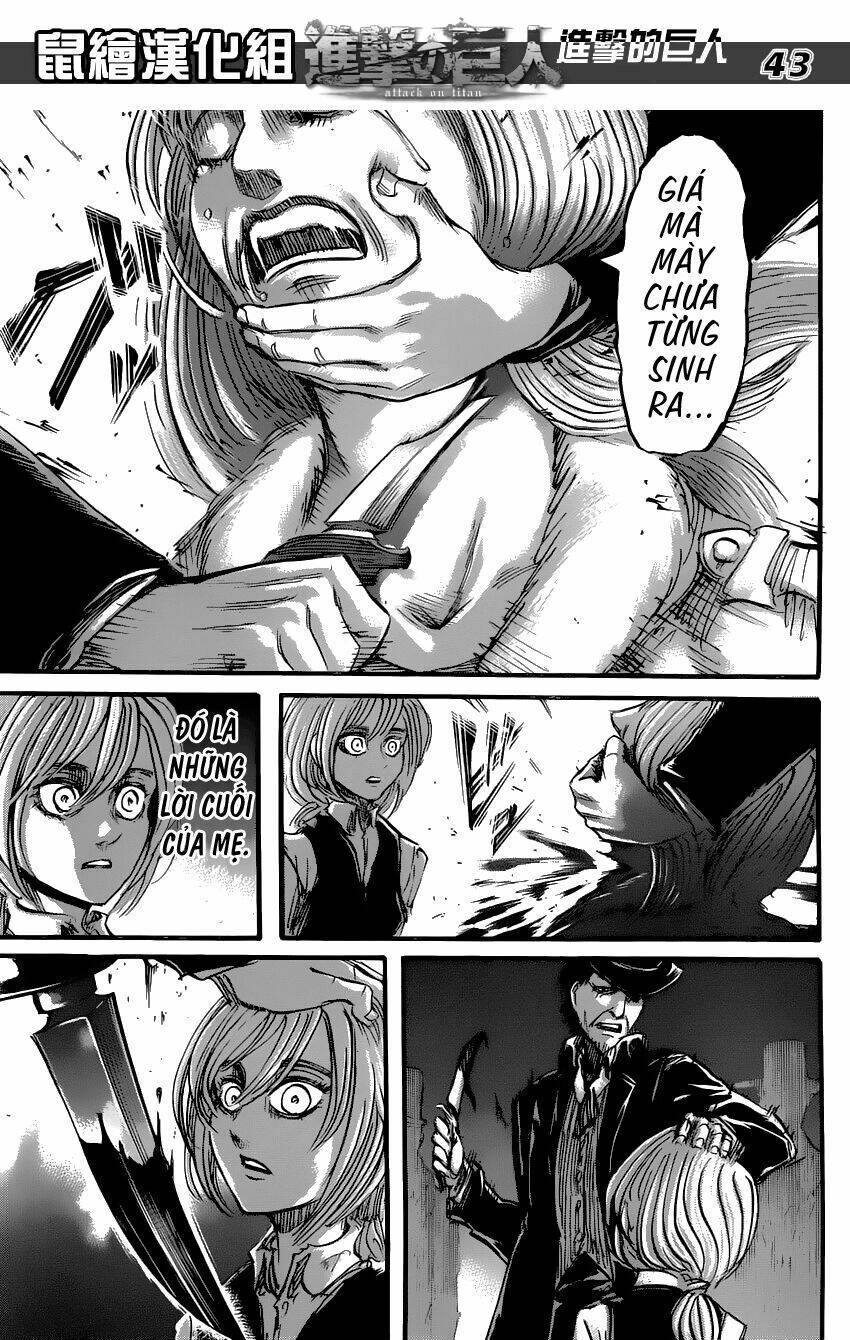 鼠繪漢化組
進撃の巨人
attack on titan
進擊的巨人
43
GIÁ
MÀ
MÀY
CHƯA
TỪNG
SINH
RA...
ĐÓ LÀ
NHỮNG
LỜI CUỐI
CỦA MẸ.